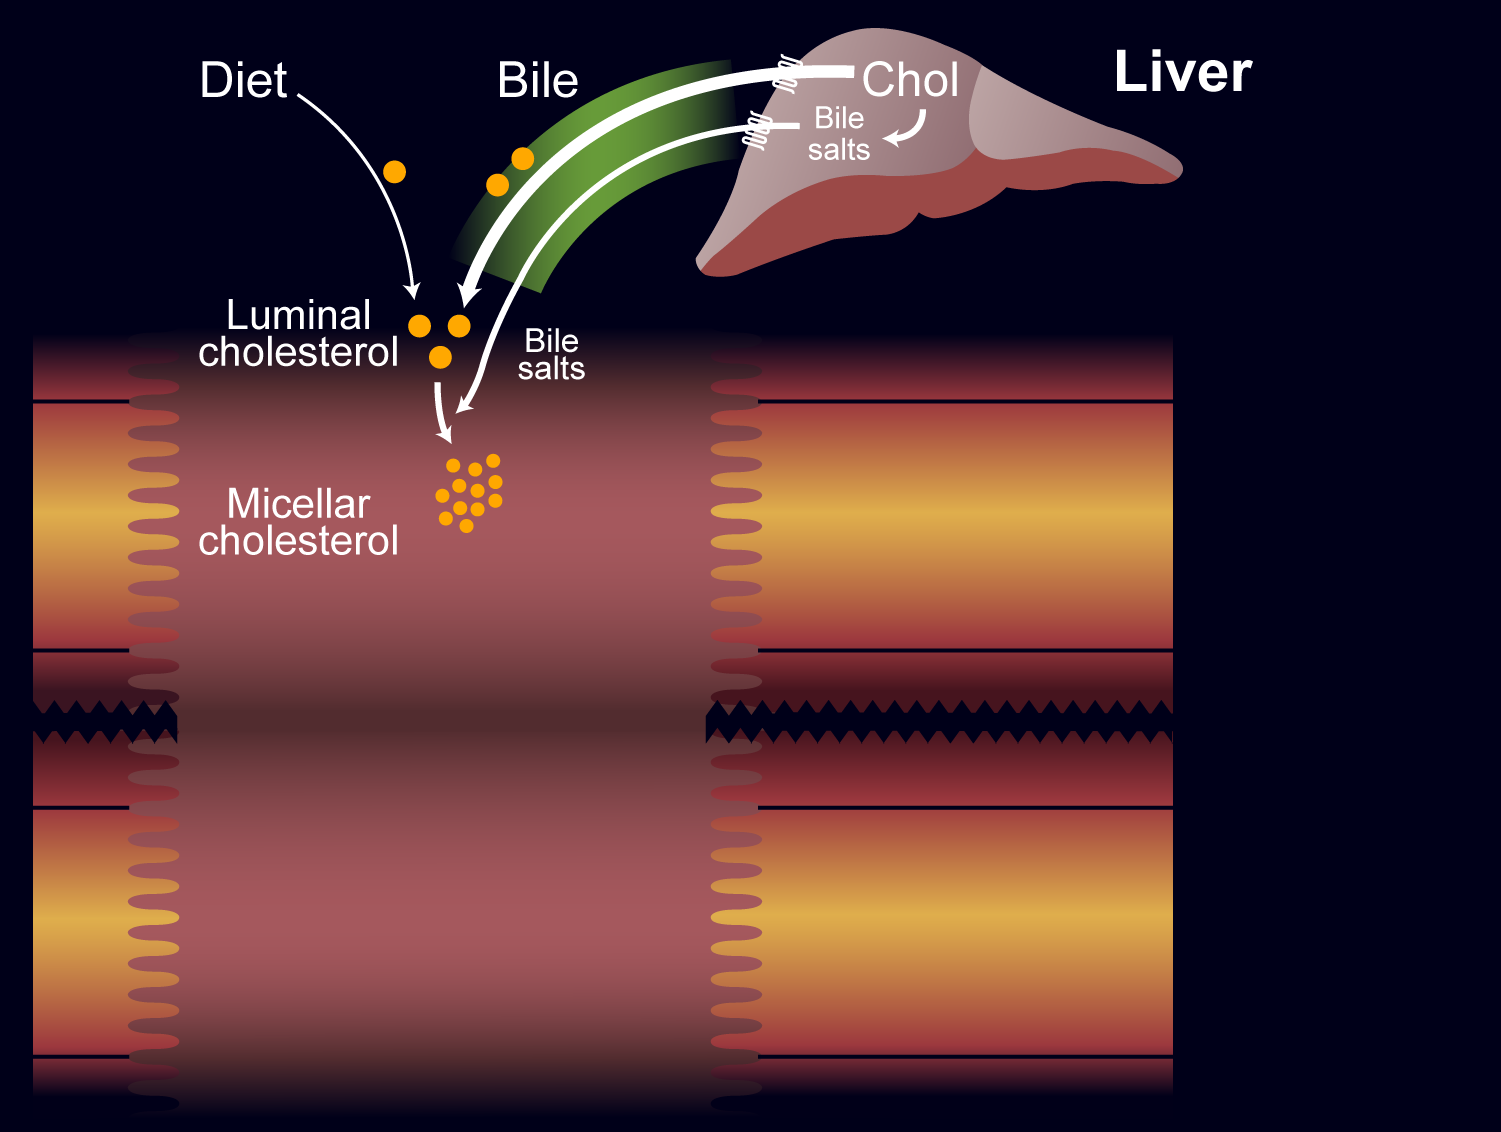 Diet
Bile
Chol
Liver
Bile
salts
Luminal
cholesterol
Bile
salts
Micellar
cholesterol